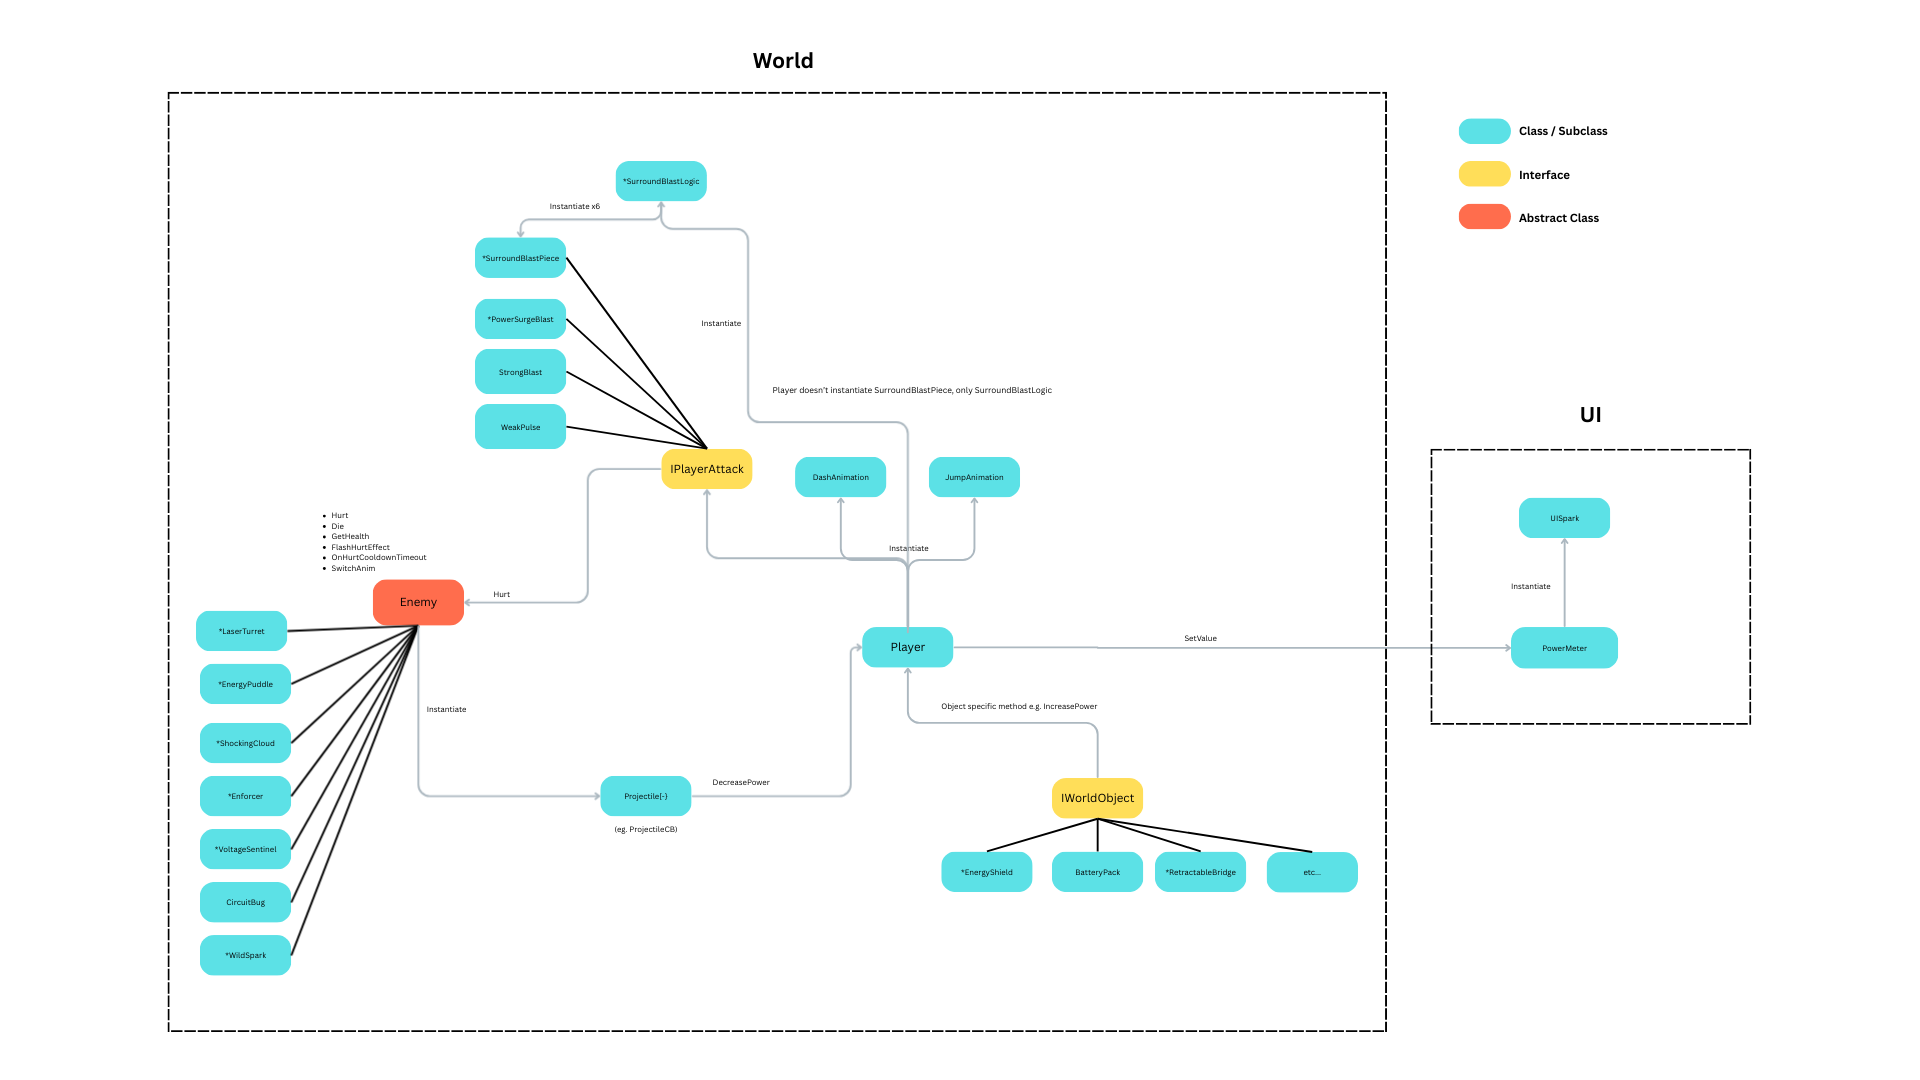 World
Class / Subclass
Interface
Abstract Class
*SurroundBlastLogic
Instantiate x6
*SurroundBlastPiece
*PowerSurgeBlast
Instantiate
StrongBlast
Player doesn't instantiate SurroundBlastPiece, only SurroundBlastLogic
WeakPulse
IPlayerAttack
DashAnimation
JumpAnimation
UI
UISpark
Instantiate
PowerMeter
• Hurt
• Die
• GetHealth
• FlashHurtEffect
• OnHurtCooldownTimeout
• SwitchAnim
Instantiate
Enemy
Hurt
*LaserTurret
*EnergyPuddle
*ShockingCloud
*Enforcer
*VoltageSentinel
CircuitBug
*WildSpark
Instantiate
Player
SetValue
Object specific method e.g. IncreasePower
Projectile[-}
DecreasePower
(eg. ProjectileCB)
IWorldObject
*EnergyShield
BatteryPack
*RetractableBridge
etc...